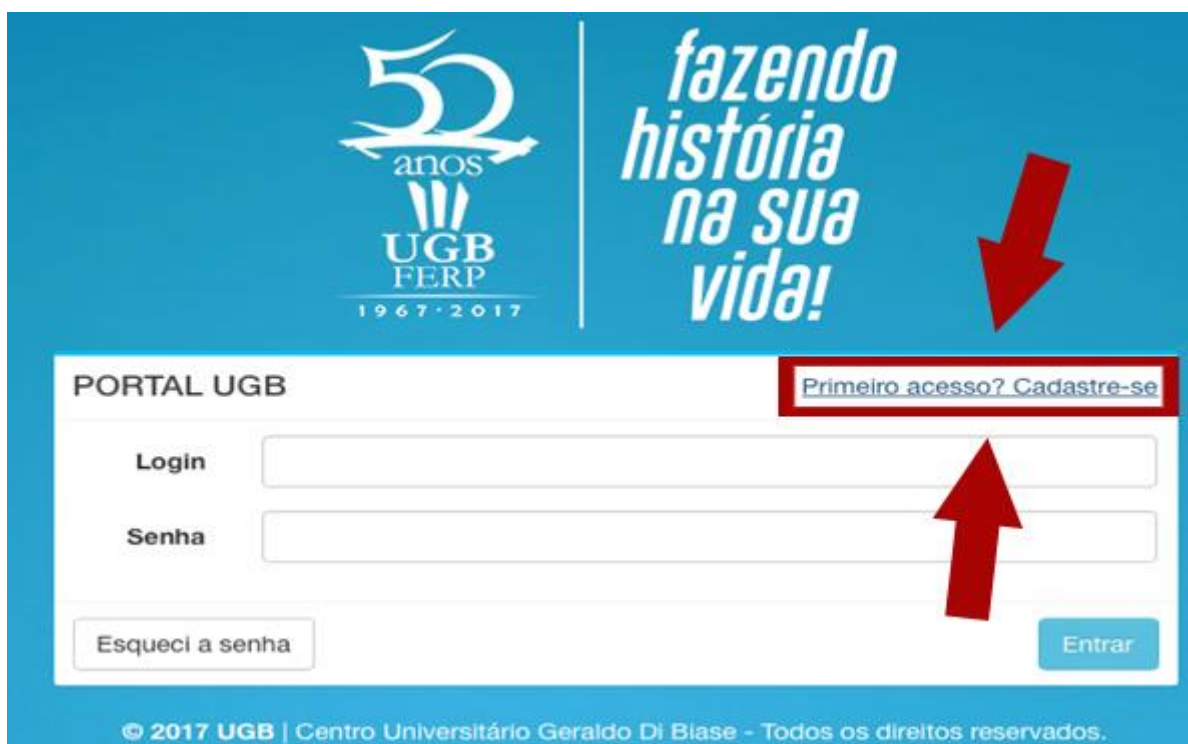 50
anos
UGB
FERP
1967·2017
fazendo
história
na sua
vida!
PORTAL UGB
Primeiro acesso? Cadastre-se
Login
Senha
Esqueci a senha
Entrar
© 2017 UGB | Centro Universitário Geraldo Di Biase - Todos os direitos reservados.